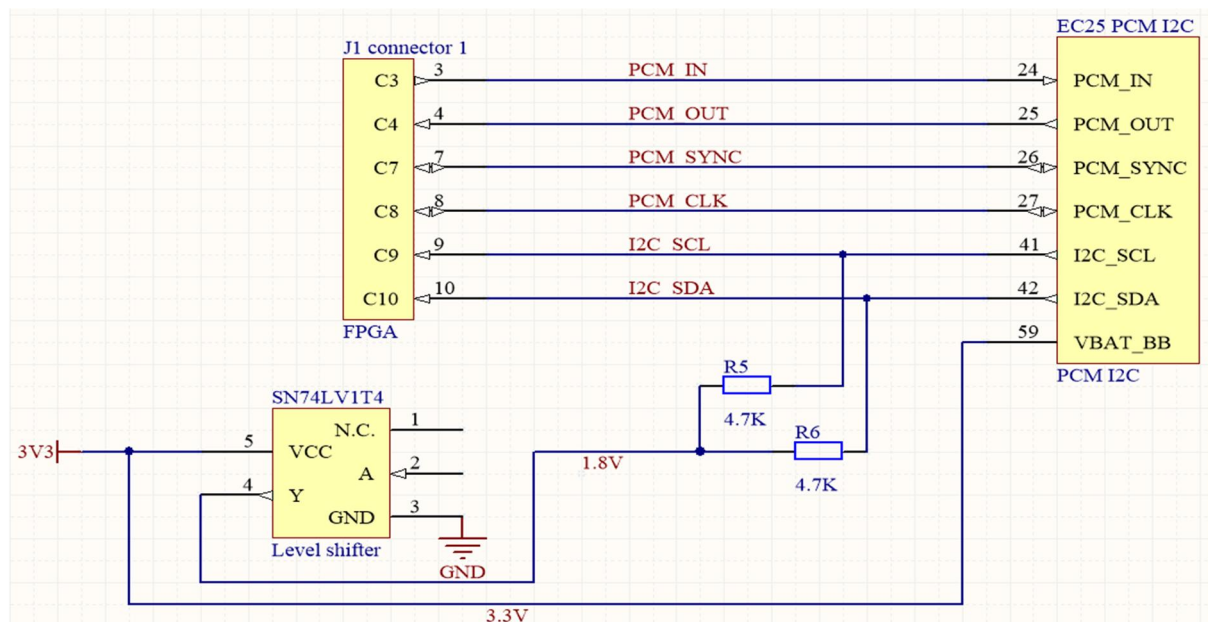 EC25 PCM I2C
J1 connector 1
C3 3 PCM_IN 24 PCM_IN
C4 4 PCM_OUT 25 PCM_OUT
C7 7 PCM_SYNC 26 PCM_SYNC
C8 8 PCM_CLK 27 PCM_CLK
C9 9 I2C_SCL 41 I2C_SCL
C10 10 I2C_SDA 42 I2C_SDA
FPGA
59 VBAT_BB
PCM I2C
R5
4.7K
SN74LV1T4
N.C. 1
R6
3V3 5 VCC
1.8V
A 2
4.7K
4 Y
GND 3
Level shifter
GND
3.3V